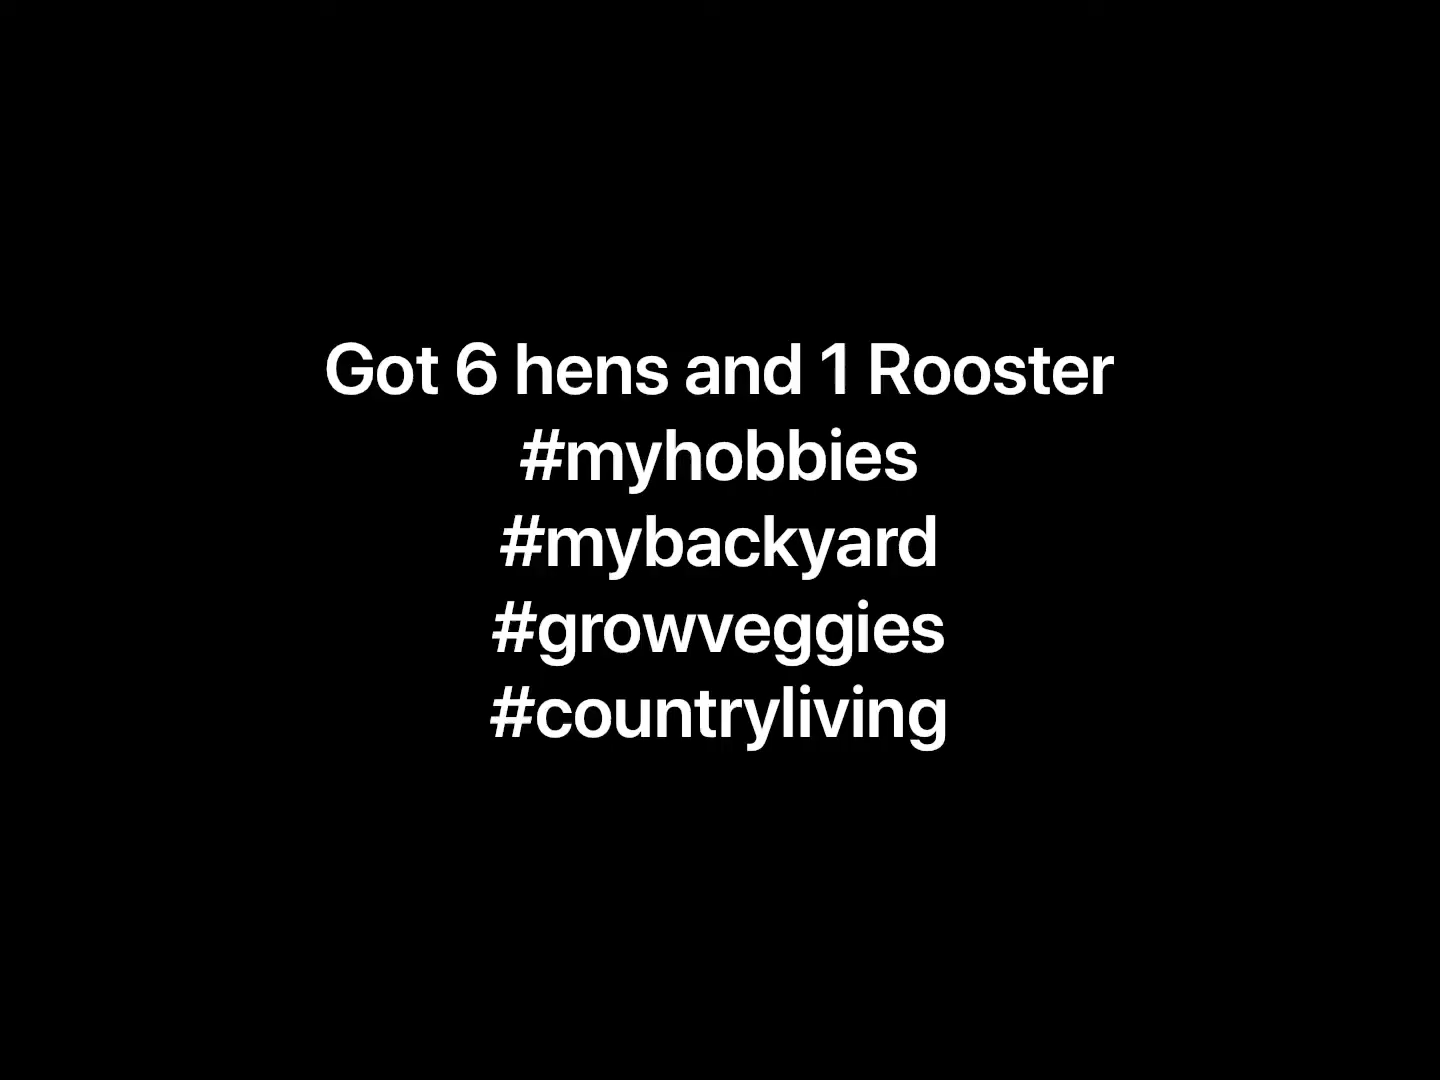 Got 6 hens and 1 Rooster
#myhobbies
#mybackyard
#growveggies
#countryliving